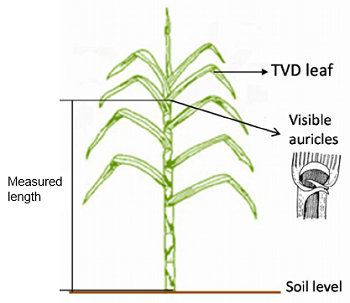 TVD leaf
Visible
auricles
Measured
length
Soil level